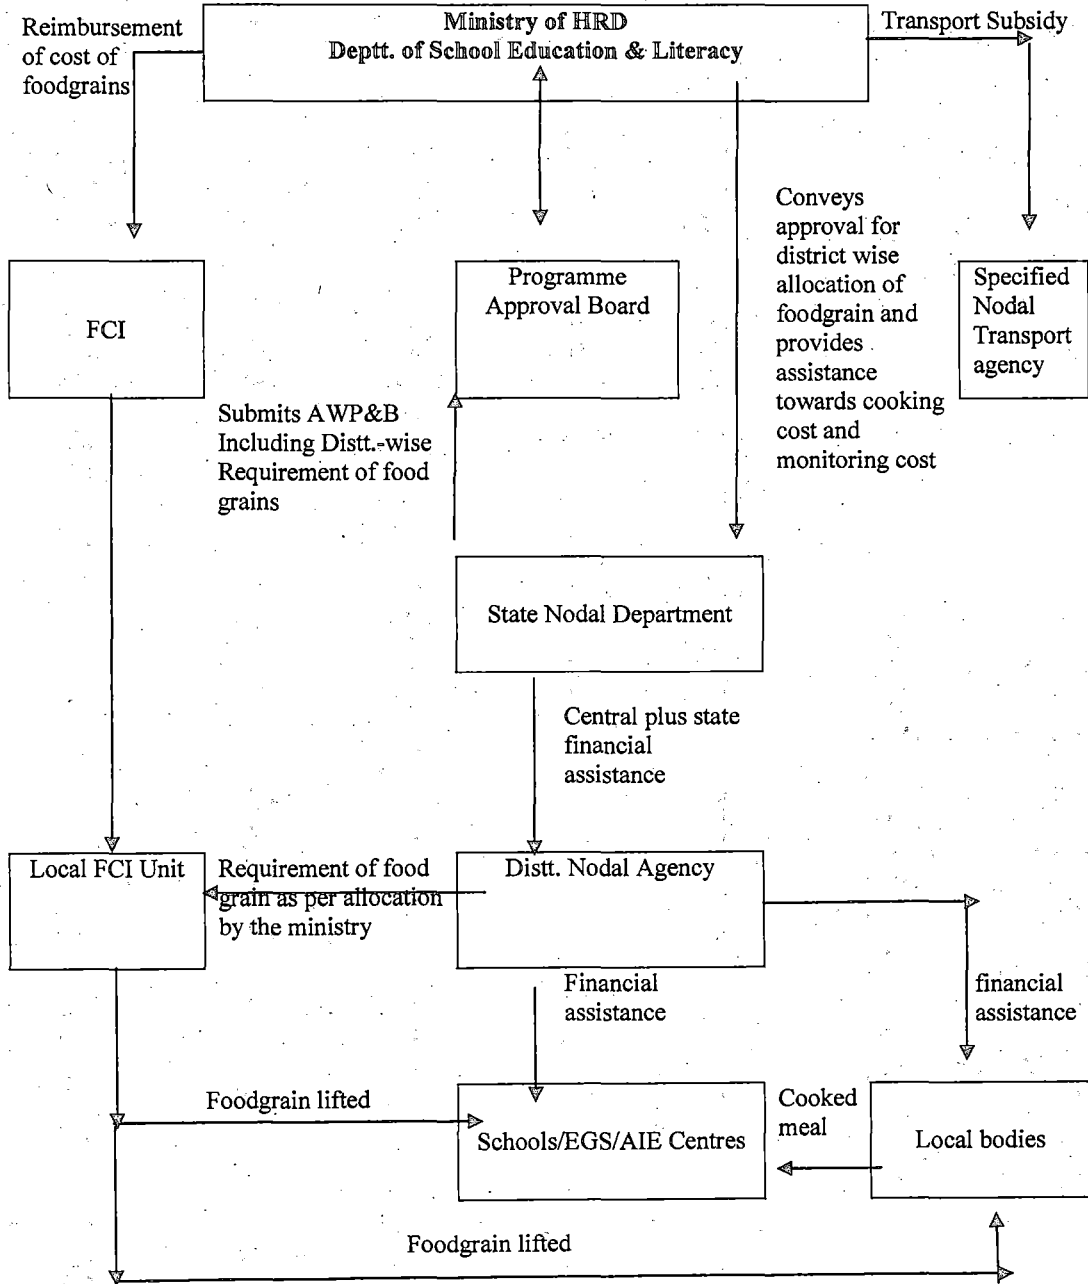 Reimbursement
of cost of
foodgrains
Ministry of HRD
Deptt. of School Education & Literacy
Transport Subsidy
Conveys
approval for
district wise
allocation of
foodgrain and
provides
assistance
towards cooking
cost and
monitoring cost
FCI
Programme
Approval Board
Specified
Nodal
Transport
agency
Submits AWP&B
Including Distt.-wise
Requirement of food
grains
State Nodal Department
Central plus state
financial
assistance
Local FCI Unit
Requirement of food
grain as per allocation
by the ministry
Distt. Nodal Agency
Financial
assistance
financial
assistance
Foodgrain lifted
Schools/EGS/AIE Centres
Cooked
meal
Local bodies
Foodgrain lifted